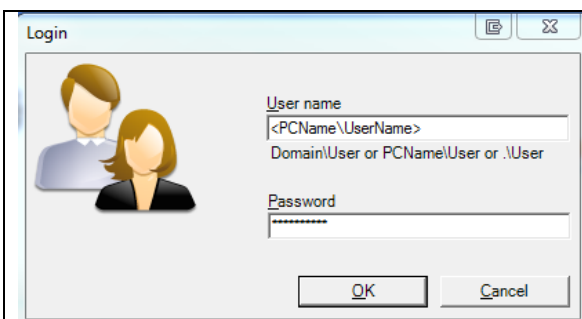 Login
User name
<PCName\UserName>
Domain\User or PCName\User or .\User
Password
**********
OK
Cancel